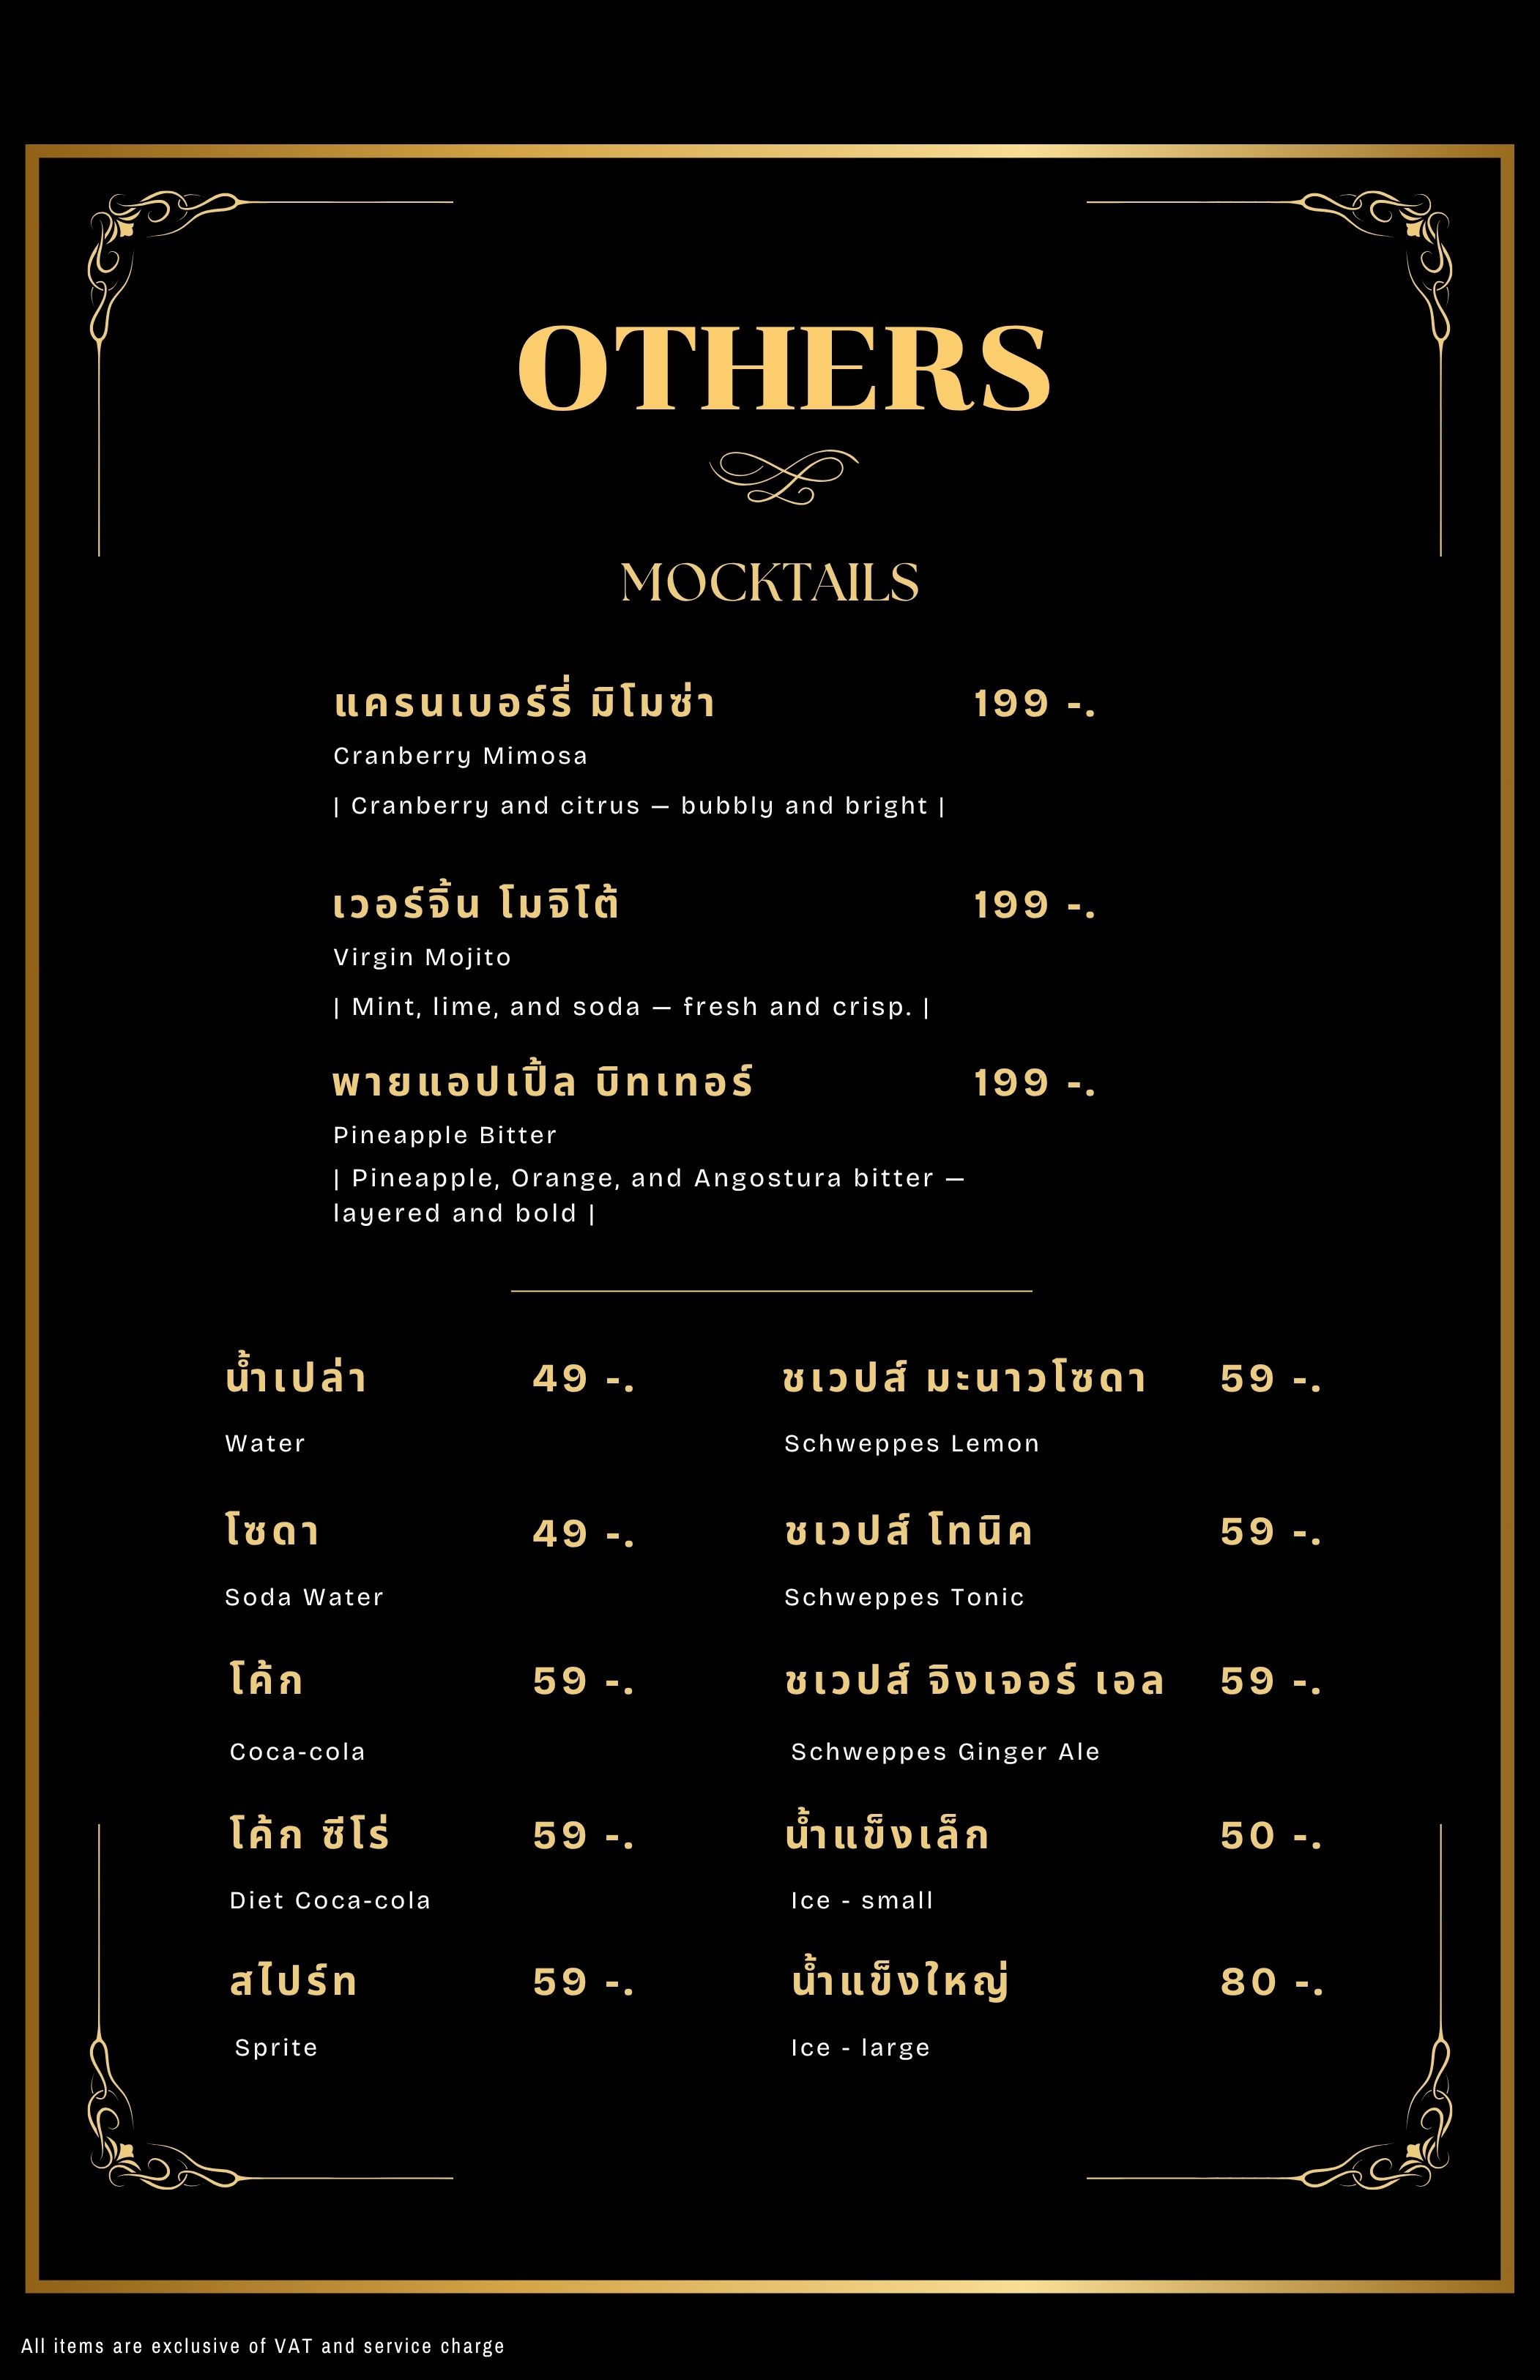 OTHERS
MOCKTAILS
แครนเบอร์รี่ มิโมซ่า 199 -.
Cranberry Mimosa
| Cranberry and citrus — bubbly and bright |
เวอร์จิ้น โมจิโต้ 199 -.
Virgin Mojito
| Mint, lime, and soda — fresh and crisp. |
พายแอปเปิ้ล บิทเทอร์ 199 -.
Pineapple Bitter
| Pineapple, Orange, and Angostura bitter —
layered and bold |
น้ำเปล่า 49 -.
Water
โซดา 49 -.
Soda Water
โค้ก 59 -.
Coca-cola
โค้ก ซีโร่ 59 -.
Diet Coca-cola
สไปร์ท 59 -.
Sprite
ชเวปส์ มะนาวโซดา 59 -.
Schweppes Lemon
ชเวปส์ โทนิค 59 -.
Schweppes Tonic
ชเวปส์ จิงเจอร์ เอล 59 -.
Schweppes Ginger Ale
น้ำแข็งเล็ก 50 -.
Ice - small
น้ำแข็งใหญ่ 80 -.
Ice - large
All items are exclusive of VAT and service charge